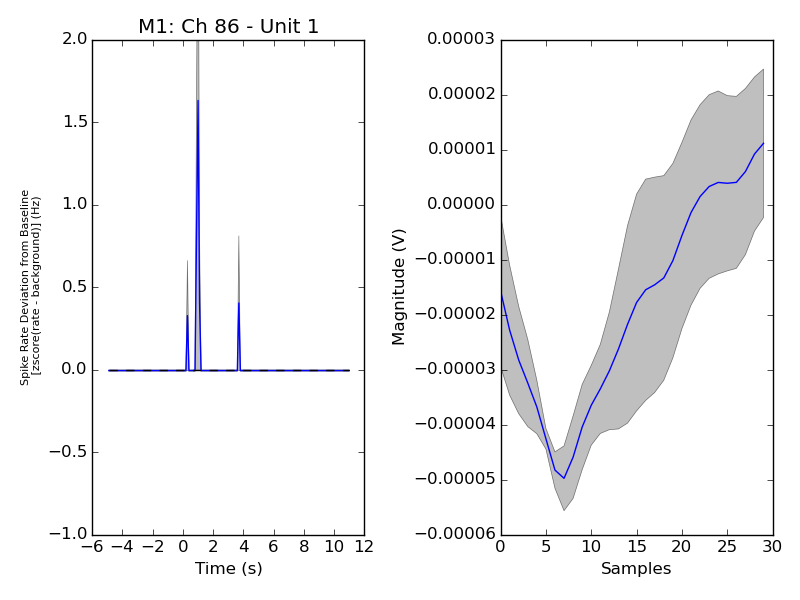 M1: Ch 86 - Unit 1
Spike Rate Deviation from Baseline
[zscore(rate - background)] (Hz)
2.0
1.5
1.0
0.5
0.0
−0.5
−1.0
−6 −4 −2 0 2 4 6 8 10 12
Time (s)
Magnitude (V)
0.00003
0.00002
0.00001
0.00000
−0.00001
−0.00002
−0.00003
−0.00004
−0.00005
−0.00006
0 5 10 15 20 25 30
Samples